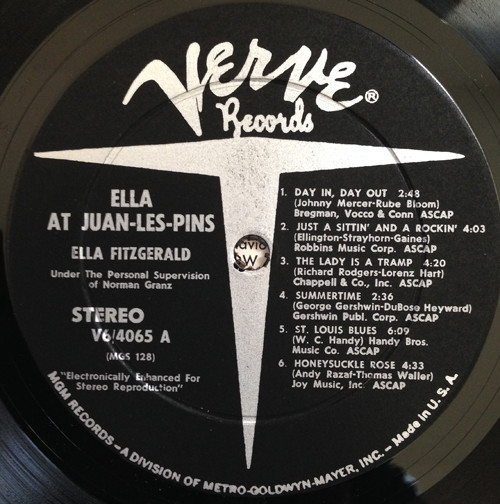 VERVE®
Records
ELLA
AT JUAN-LES-PINS
ELLA FITZGERALD
Under The Personal Supervision
of Norman Granz
STEREO
V6/4065 A
(MGS 128)
"Electronically Enhanced For
Stereo Reproduction"
1. DAY IN, DAY OUT 2:48
(Johnny Mercer-Rube Bloom)
Bregman, Vocco & Conn ASCAP
2. JUST A SITTIN' AND A ROCKIN' 4:03
(Ellington-Strayhorn-Gaines)
Robbins Music Corp. ASCAP
3. THE LADY IS A TRAMP 4:20
(Richard Rodgers-Lorenz Hart)
Chappell & Co., Inc. ASCAP
4. SUMMERTIME 2:36
(George Gershwin-DuBose Heyward)
Gershwin Publ. Corp. ASCAP
5. ST. LOUIS BLUES 6:09
(W. C. Handy) Handy Bros.
Music Co. ASCAP
6. HONEYSUCKLE ROSE 4:33
(Andy Razaf-Thomas Waller)
Joy Music, Inc. ASCAP
MGM RECORDS-A DIVISION OF METRO-GOLDWYN-MAYER, INC.-Made in U.S.A.